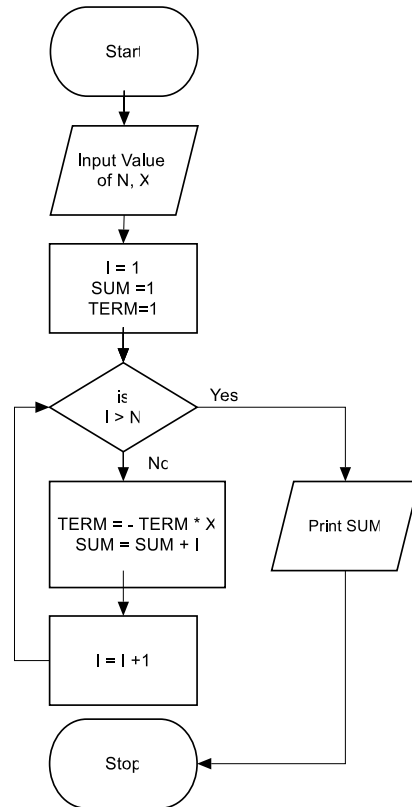 Start
Input Value
of N, X
I = 1
SUM =1
TERM=1
is
I > N
Yes
No
TERM = - TERM * X
SUM = SUM + I
Print SUM
I = I +1
Stop